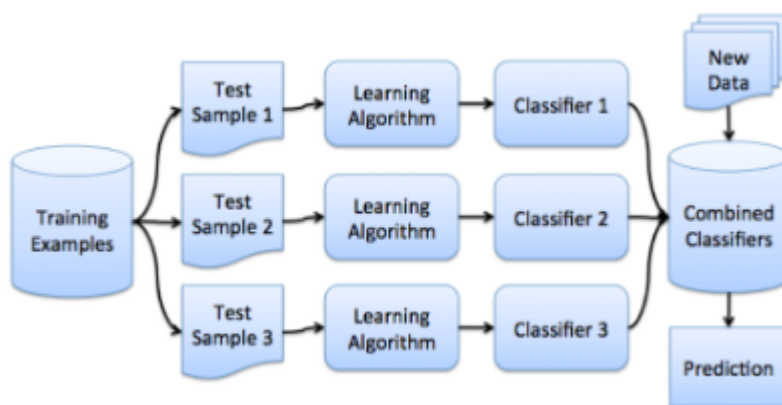 Training
Examples
Test
Sample 1
Learning
Algorithm
Classifier 1
Test
Sample 2
Learning
Algorithm
Classifier 2
Test
Sample 3
Learning
Algorithm
Classifier 3
New
Data
Combined
Classifiers
Prediction